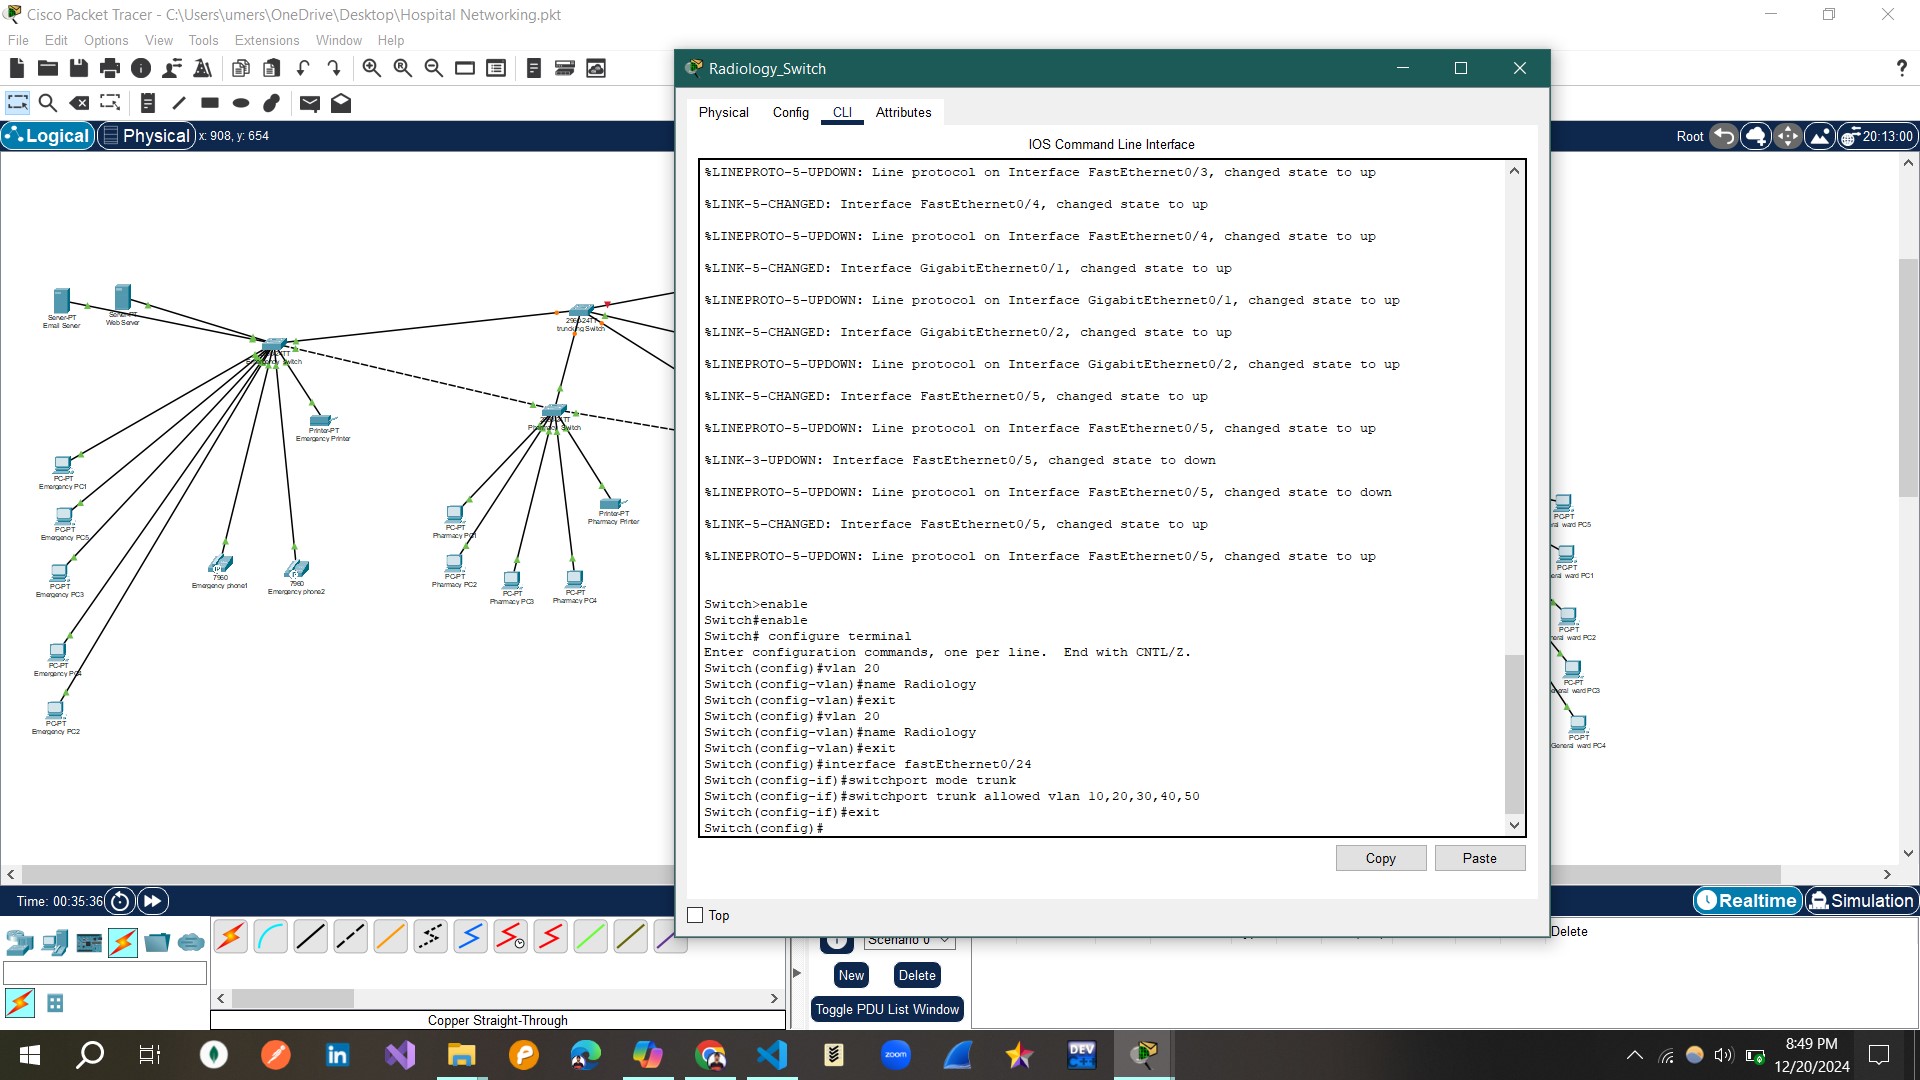 Cisco Packet Tracer - C:\Users\umers\OneDrive\Desktop\Hospital Networking.pkt
File Edit Options View Tools Extensions Window Help
?
Logical Physical x: 908, y: 654
Root 20:13:00
Server-PT
Email Server
Server-PT
Web Server
2960-24TT
trunking Switch
Printer-PT
Emergency Printer
Pharmacy Switch
PC-PT
Emergency PC1
PC-PT
Emergency PC5
PC-PT
Emergency PC3
PC-PT
Emergency PC4
PC-PT
Emergency PC2
7960
Emergency phone1
7960
Emergency phone2
PC-PT
Pharmacy PC1
PC-PT
Pharmacy PC2
PC-PT
Pharmacy PC3
PC-PT
Pharmacy PC4
Printer-PT
Pharmacy Printer
Radiology_Switch
Physical Config CLI Attributes
IOS Command Line Interface
%LINEPROTO-5-UPDOWN: Line protocol on Interface FastEthernet0/3, changed state to up
%LINK-5-CHANGED: Interface FastEthernet0/4, changed state to up
%LINEPROTO-5-UPDOWN: Line protocol on Interface FastEthernet0/4, changed state to up
%LINK-5-CHANGED: Interface GigabitEthernet0/1, changed state to up
%LINEPROTO-5-UPDOWN: Line protocol on Interface GigabitEthernet0/1, changed state to up
%LINK-5-CHANGED: Interface GigabitEthernet0/2, changed state to up
%LINEPROTO-5-UPDOWN: Line protocol on Interface GigabitEthernet0/2, changed state to up
%LINK-5-CHANGED: Interface FastEthernet0/5, changed state to up
%LINEPROTO-5-UPDOWN: Line protocol on Interface FastEthernet0/5, changed state to up
%LINK-3-UPDOWN: Interface FastEthernet0/5, changed state to down
%LINEPROTO-5-UPDOWN: Line protocol on Interface FastEthernet0/5, changed state to down
%LINK-5-CHANGED: Interface FastEthernet0/5, changed state to up
%LINEPROTO-5-UPDOWN: Line protocol on Interface FastEthernet0/5, changed state to up
Switch>enable
Switch#enable
Switch# configure terminal
Enter configuration commands, one per line.  End with CNTL/Z.
Switch(config)#vlan 20
Switch(config-vlan)#name Radiology
Switch(config-vlan)#exit
Switch(config)#vlan 20
Switch(config-vlan)#name Radiology
Switch(config-vlan)#exit
Switch(config)#interface fastEthernet0/24
Switch(config-if)#switchport mode trunk
Switch(config-if)#switchport trunk allowed vlan 10,20,30,40,50
Switch(config-if)#exit
Switch(config)#
Copy Paste
Top
PC-PT
ward PC5
PC-PT
ward PC1
PC-PT
ward PC2
PC-PT
ward PC3
PC-PT
General ward PC4
Time: 00:35:36
Realtime Simulation
Scenario 0
New Delete
Toggle PDU List Window
Delete
Copper Straight-Through
zoom
DEV
8:49 PM
12/20/2024